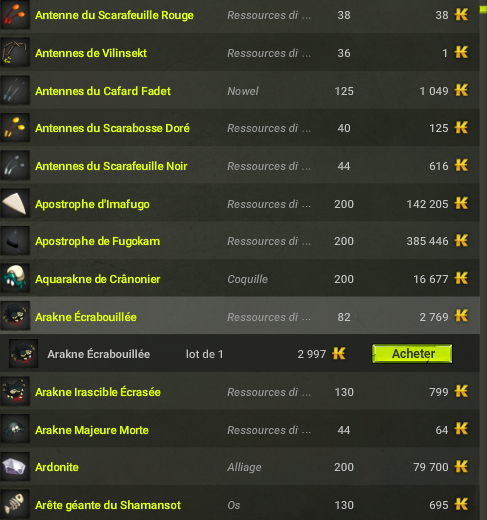 Antenne du Scarafeuille Rouge Ressources di ... 38 38
Antennes de Vilinsekt Ressources di ... 36 1
Antennes du Cafard Fadet Nowel 125 1 049
Antennes du Scarabosse Doré Ressources di ... 40 125
Antennes du Scarafeuille Noir Ressources di ... 44 616
Apostrophe d'Imafugo Ressources di ... 200 142 205
Apostrophe de Fugokam Ressources di ... 200 385 446
Aquarakne de Crânonier Coquille 200 16 677
Arakne Écrabouillée Ressources di ... 82 2 769
Arakne Écrabouillée lot de 1 2 997 Acheter
Arakne Irascible Écrasée Ressources di ... 130 799
Arakne Majeure Morte Ressources di ... 44 64
Ardonite Alliage 200 79 700
Arête géante du Shamansot Os 130 695